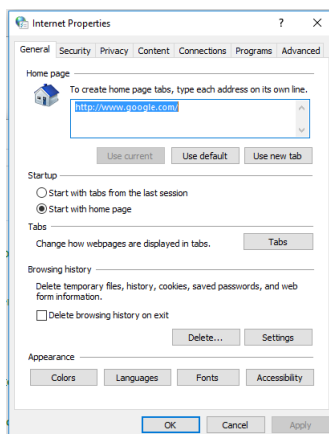 Internet Properties
? ×
General Security Privacy Content Connections Programs Advanced
Home page
To create home page tabs, type each address on its own line.
http://www.google.com/
Use current Use default Use new tab
Startup
Start with tabs from the last session
Start with home page
Tabs
Change how webpages are displayed in tabs. Tabs
Browsing history
Delete temporary files, history, cookies, saved passwords, and web
form information.
Delete browsing history on exit
Delete... Settings
Appearance
Colors Languages Fonts Accessibility
OK Cancel Apply